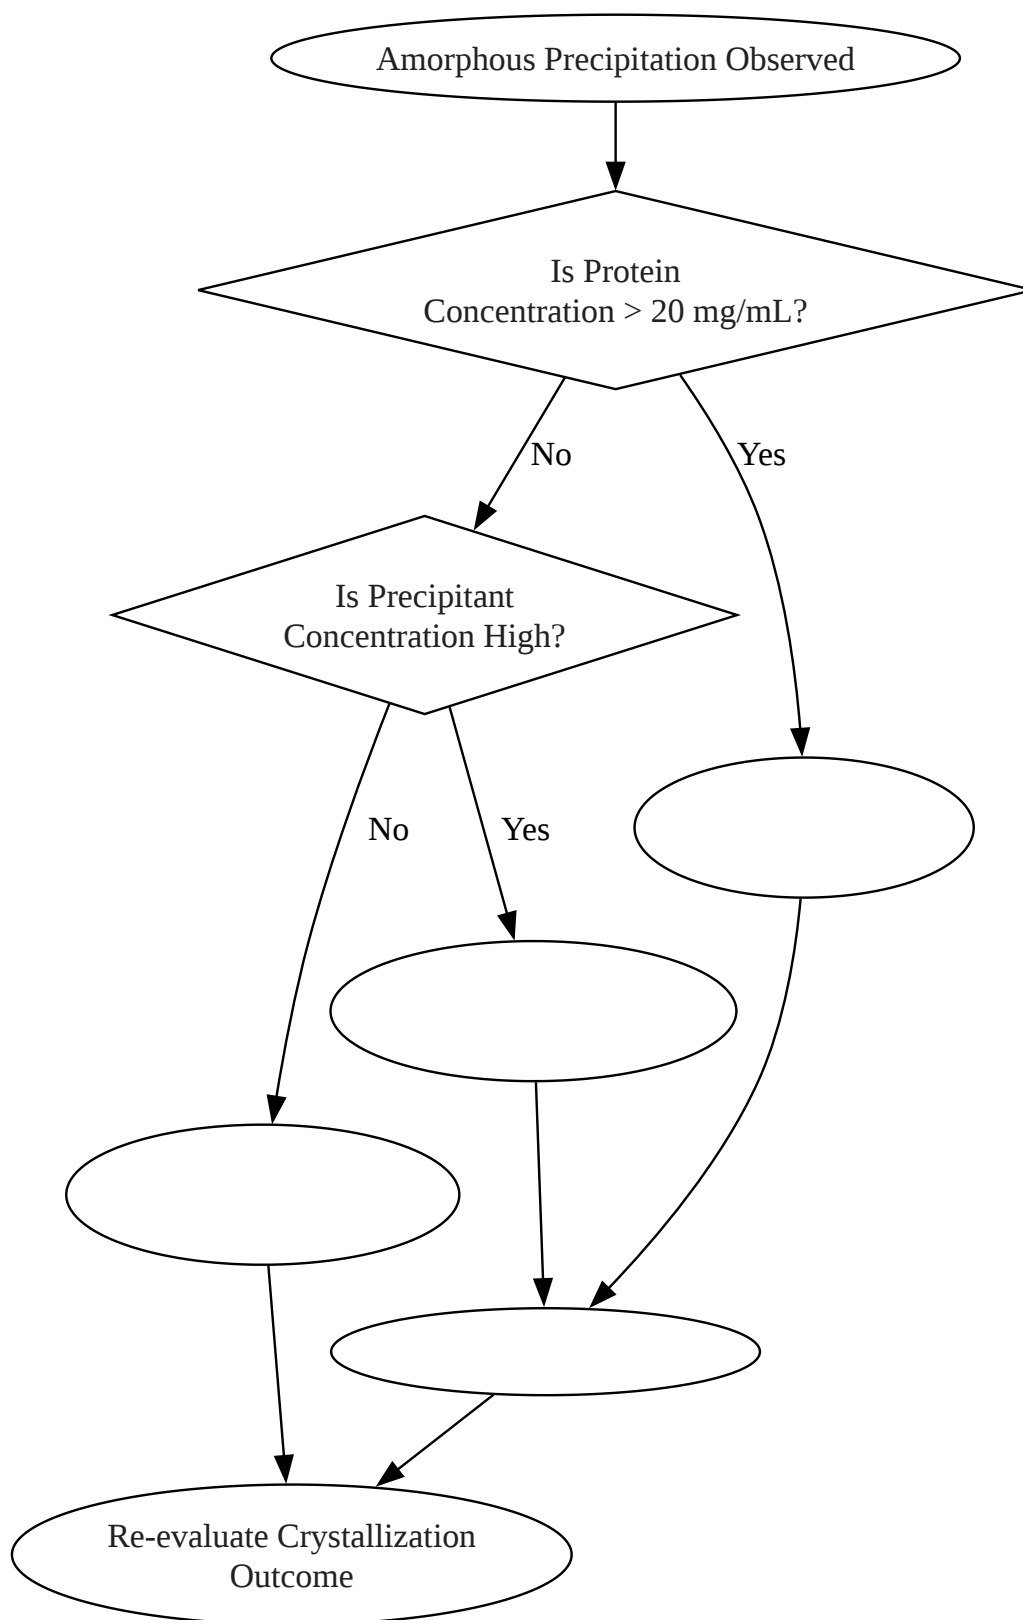 Amorphous Precipitation Observed
Is Protein
Concentration > 20 mg/mL?
No
Yes
Is Precipitant
Concentration High?
No
Yes
Re-evaluate Crystallization
Outcome